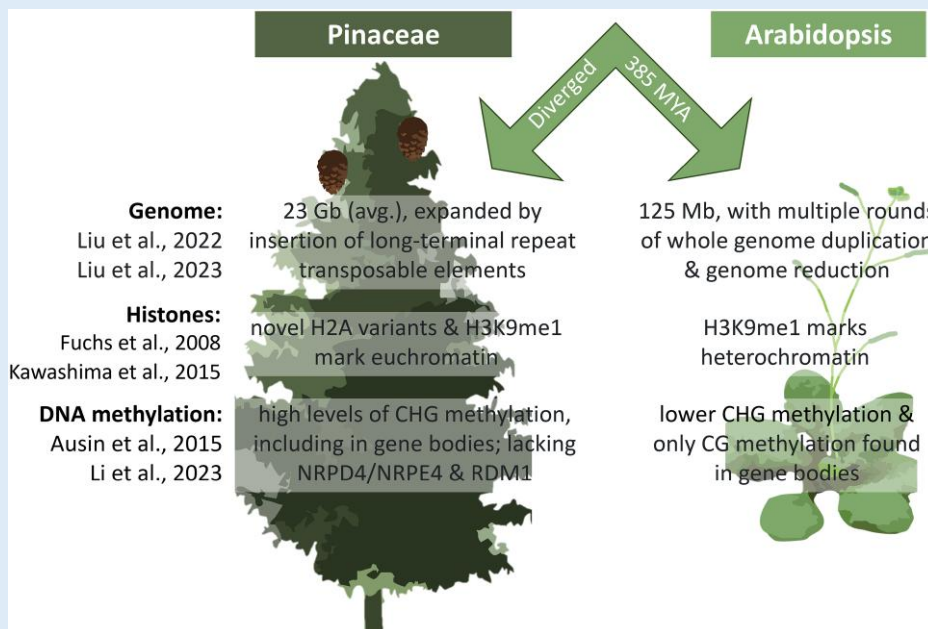 Pinaceae
Arabidopsis
Diverged
385 MYA
Genome:
Liu et al., 2022
Liu et al., 2023
23 Gb (avg.), expanded by
insertion of long-terminal repeat
transposable elements
125 Mb, with multiple rounds
of whole genome duplication
& genome reduction
Histones:
Fuchs et al., 2008
Kawashima et al., 2015
novel H2A variants & H3K9me1
mark euchromatin
H3K9me1 marks
heterochromatin
DNA methylation:
Ausin et al., 2015
Li et al., 2023
high levels of CHG methylation,
including in gene bodies; lacking
NRPD4/NRPE4 & RDM1
lower CHG methylation &
only CG methylation found
in gene bodies